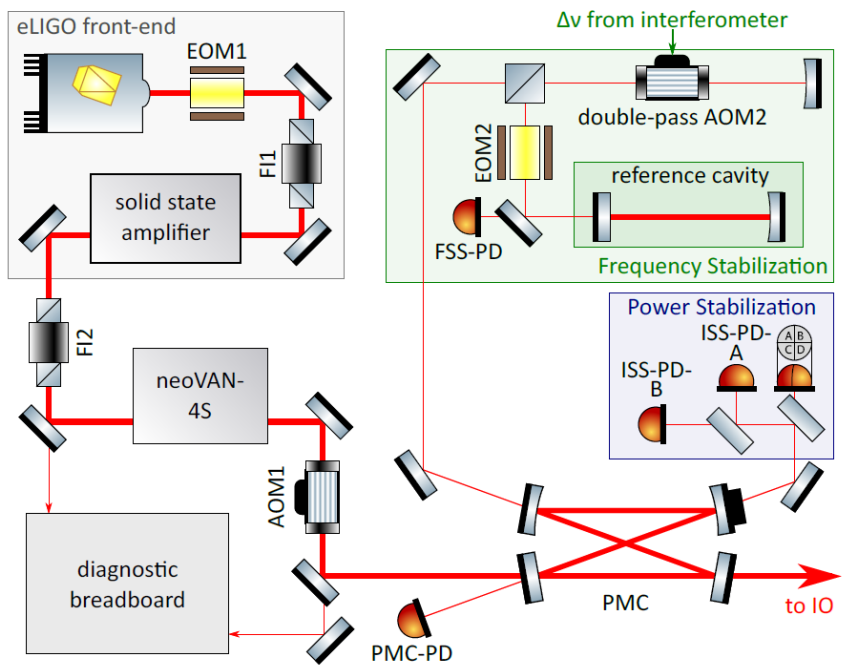 eLIGO front-end
EOM1
FI1
solid state
amplifier
FI2
neoVAN-
4S
AOM1
diagnostic
breadboard
PMC-PD
PMC
to IO
Δν from interferometer
double-pass AOM2
EOM2
reference cavity
FSS-PD
Frequency Stabilization
Power Stabilization
ISS-PD-
A
A B
C D
ISS-PD-
B